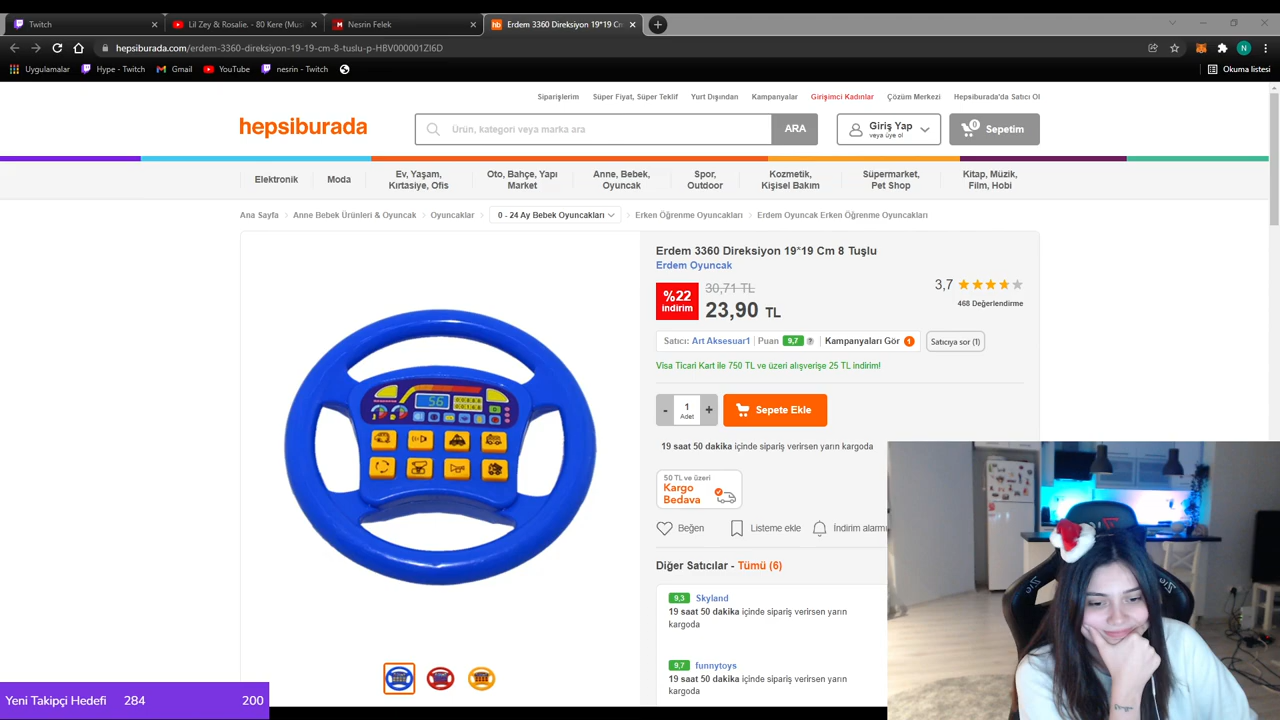 Twitch
Lil Zey & Rosalie. - 80 Kere (Mus
Nesrin Felek
Erdem 3360 Direksiyon 19*19 Cm
hepsiburada.com/erdem-3360-direksiyon-19-19-cm-8-tuslu-p-HBV000001ZI6D
N
Uygulamalar
Hype - Twitch
Gmail
YouTube
nesrin - Twitch
Okuma listesi
Siparişlerim
Süper Fiyat, Süper Teklif
Yurt Dışından
Kampanyalar
Girişimci Kadınlar
Çözüm Merkezi
Hepsiburada'da Satıcı Ol
hepsiburada
Ürün, kategori veya marka ara
ARA
Giriş Yap
veya üye ol
0
Sepetim
Elektronik
Moda
Ev, Yaşam,
Kırtasiye, Ofis
Oto, Bahçe, Yapı
Market
Anne, Bebek,
Oyuncak
Spor,
Outdoor
Kozmetik,
Kişisel Bakım
Süpermarket,
Pet Shop
Kitap, Müzik,
Film, Hobi
Ana Sayfa
Anne Bebek Ürünleri & Oyuncak
Oyuncaklar
0 - 24 Ay Bebek Oyuncakları
Erken Öğrenme Oyuncakları
Erdem Oyuncak Erken Öğrenme Oyuncakları
Erdem 3360 Direksiyon 19*19 Cm 8 Tuşlu
Erdem Oyuncak
%22
indirim
30,71 TL
23,90 TL
3,7
468 Değerlendirme
Satıcı: Art Aksesuar1
Puan 9,7 ?
Kampanyaları Gör 1
Satıcıya sor (1)
Visa Ticari Kart ile 750 TL ve üzeri alışverişe 25 TL indirim!
-
1
Adet
+
Sepete Ekle
19 saat 50 dakika içinde sipariş verirsen yarın kargoda
50 TL ve üzeri
Kargo
Bedava
Beğen
Listeme ekle
İndirim alarmı
Diğer Satıcılar - Tümü (6)
9,3 Skyland
19 saat 50 dakika içinde sipariş verirsen yarın
kargoda
9,7 funnytoys
19 saat 50 dakika içinde sipariş verirsen yarın
kargoda
56
Yeni Takipçi Hedefi 284 200